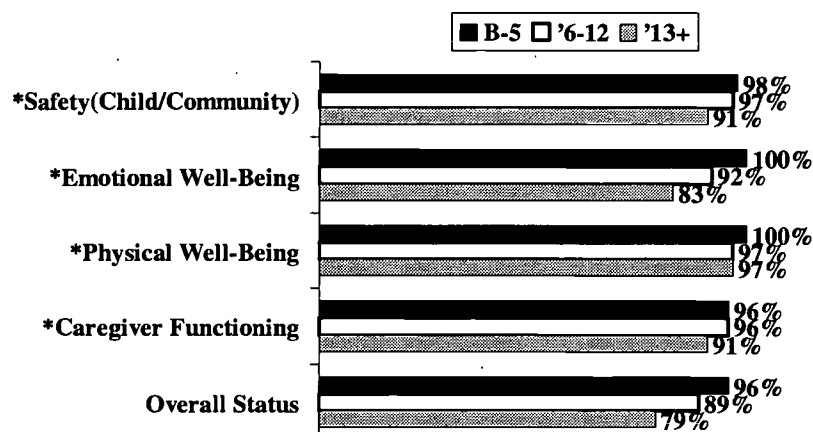 B-5 '6-12 '13+
*Safety(Child/Community)
98%
97%
91%
*Emotional Well-Being
100%
92%
83%
*Physical Well-Being
100%
97%
97%
*Caregiver Functioning
96%
96%
91%
Overall Status
96%
89%
79%